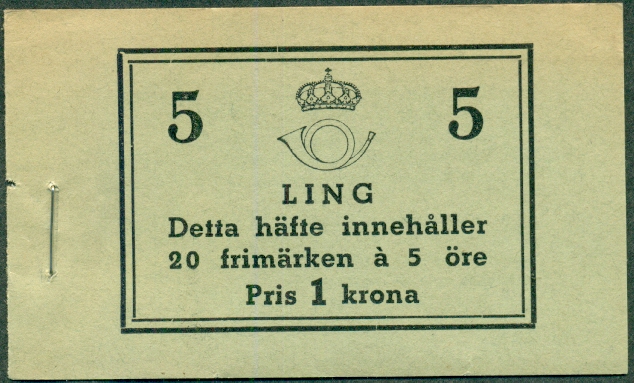 5 5
LING
Detta häfte innehåller
20 frimärken à 5 öre
Pris 1 krona